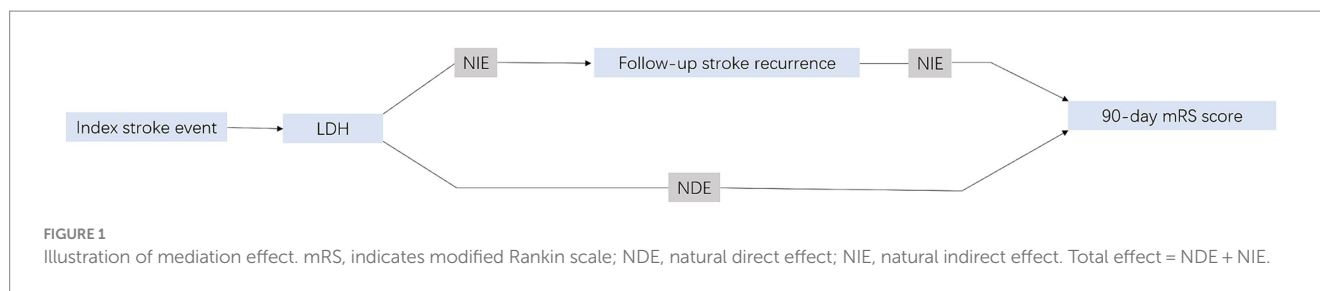 NIE
Follow-up stroke recurrence
NIE
Index stroke event
LDH
90-day mRS score
NDE
FIGURE 1
Illustration of mediation effect. mRS, indicates modified Rankin scale; NDE, natural direct effect; NIE, natural indirect effect. Total effect = NDE + NIE.